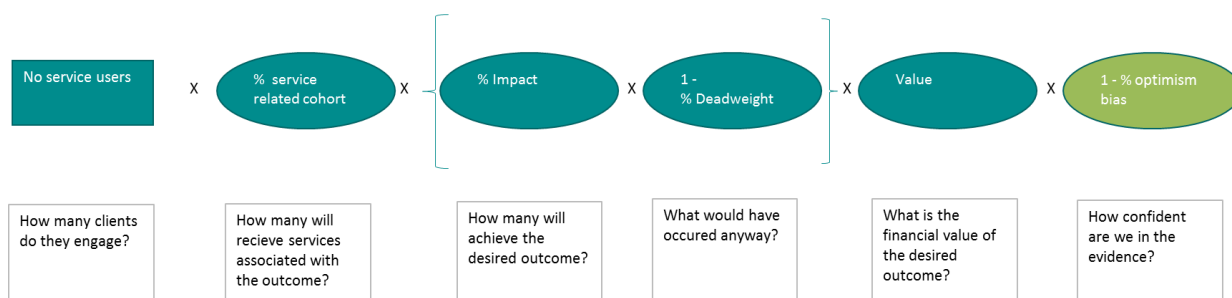 No service users
X
% service
related cohort
X
% Impact
X
1 -
% Deadweight
X
Value
X
1 - % optimism
bias
How many clients
do they engage?
How many will
recieve services
associated with
the outcome?
How many will
achieve the
desired outcome?
What would have
occured anyway?
What is the
financial value of
the desired
outcome?
How confident
are we in the
evidence?